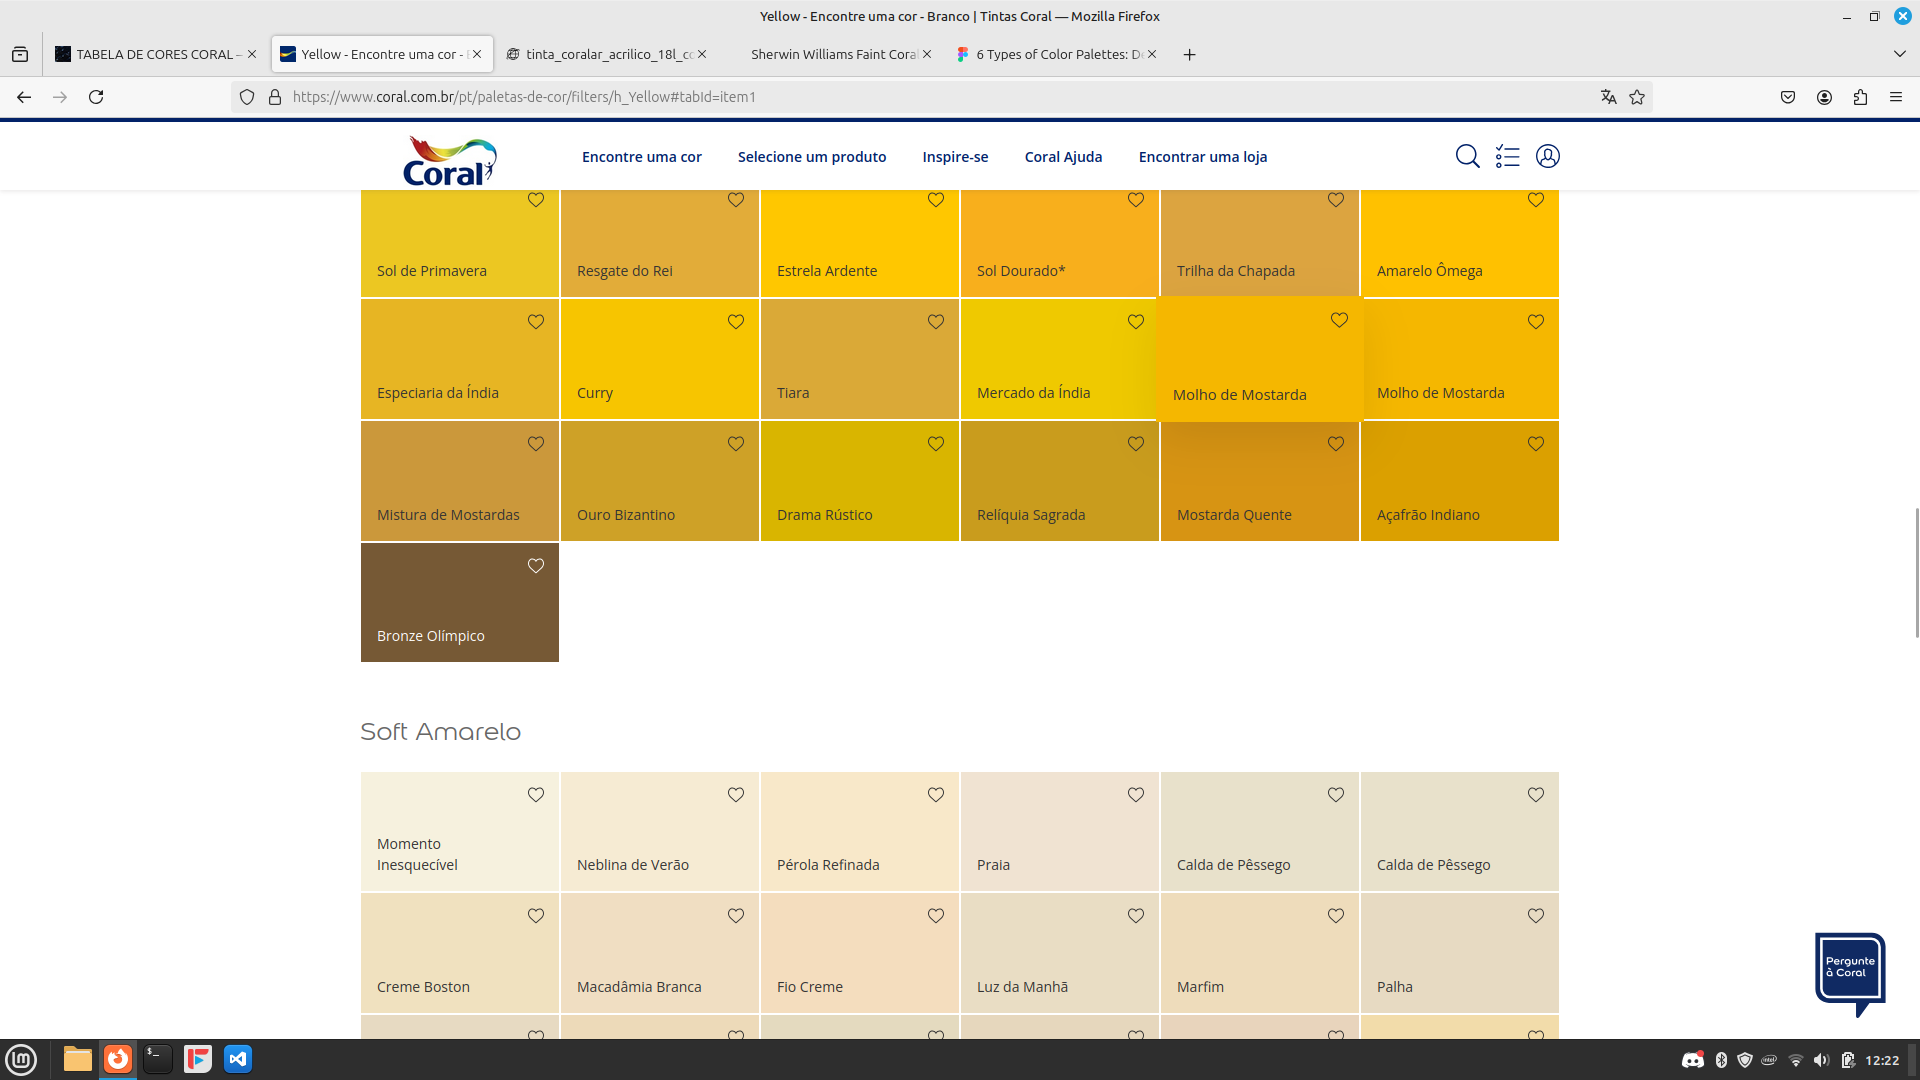 Yellow - Encontre uma cor - Branco | Tintas Coral — Mozilla Firefox
TABELA DE CORES CORAL –
Yellow - Encontre uma cor -
tinta_coralar_acrilico_18l_cc
Sherwin Williams Faint Coral
6 Types of Color Palettes: De
https://www.coral.com.br/pt/paletas-de-cor/filters/h_Yellow#tabId=item1
Coral
Encontre uma cor
Selecione um produto
Inspire-se
Coral Ajuda
Encontrar uma loja
Sol de Primavera
Resgate do Rei
Estrela Ardente
Sol Dourado*
Trilha da Chapada
Amarelo Ômega
Especiaria da Índia
Curry
Tiara
Mercado da Índia
Molho de Mostarda
Molho de Mostarda
Mistura de Mostardas
Ouro Bizantino
Drama Rústico
Relíquia Sagrada
Mostarda Quente
Açafrão Indiano
Bronze Olímpico
Soft Amarelo
Momento
Inesquecível
Neblina de Verão
Pérola Refinada
Praia
Calda de Pêssego
Calda de Pêssego
Creme Boston
Macadâmia Branca
Fio Creme
Luz da Manhã
Marfim
Palha
Pergunte
à Coral
12:22